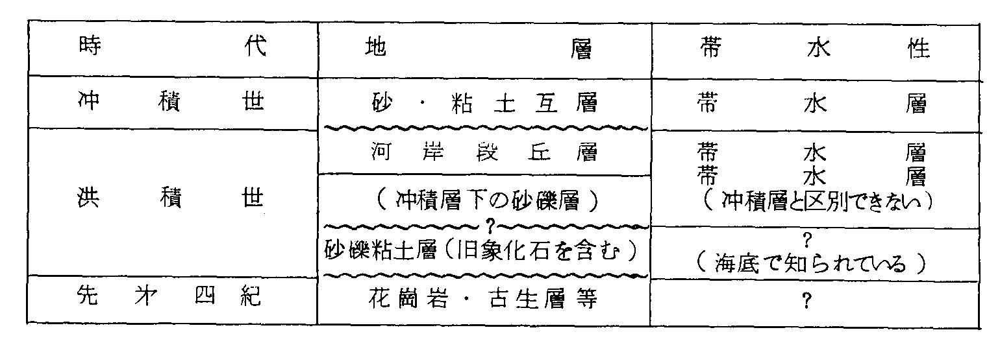 時代 地層 帯水性
冲積世 砂・粘土互層 帯水層
河岸段丘層 帯水層
帯水層
洪積世 (冲積層下の砂礫層) (冲積層と区別できない)
?
砂礫粘土層(旧象化石を含む) ?
(海底で知られている)
先㐧四紀 花崗岩・古生層等 ?